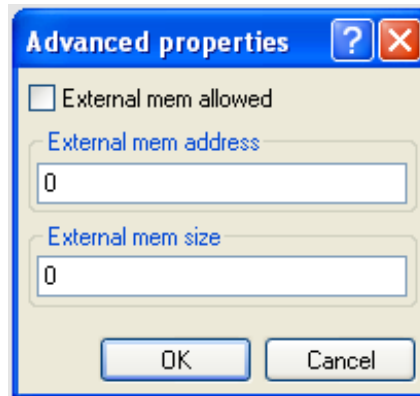 Advanced properties ?
External mem allowed
External mem address
0
External mem size
0
OK Cancel